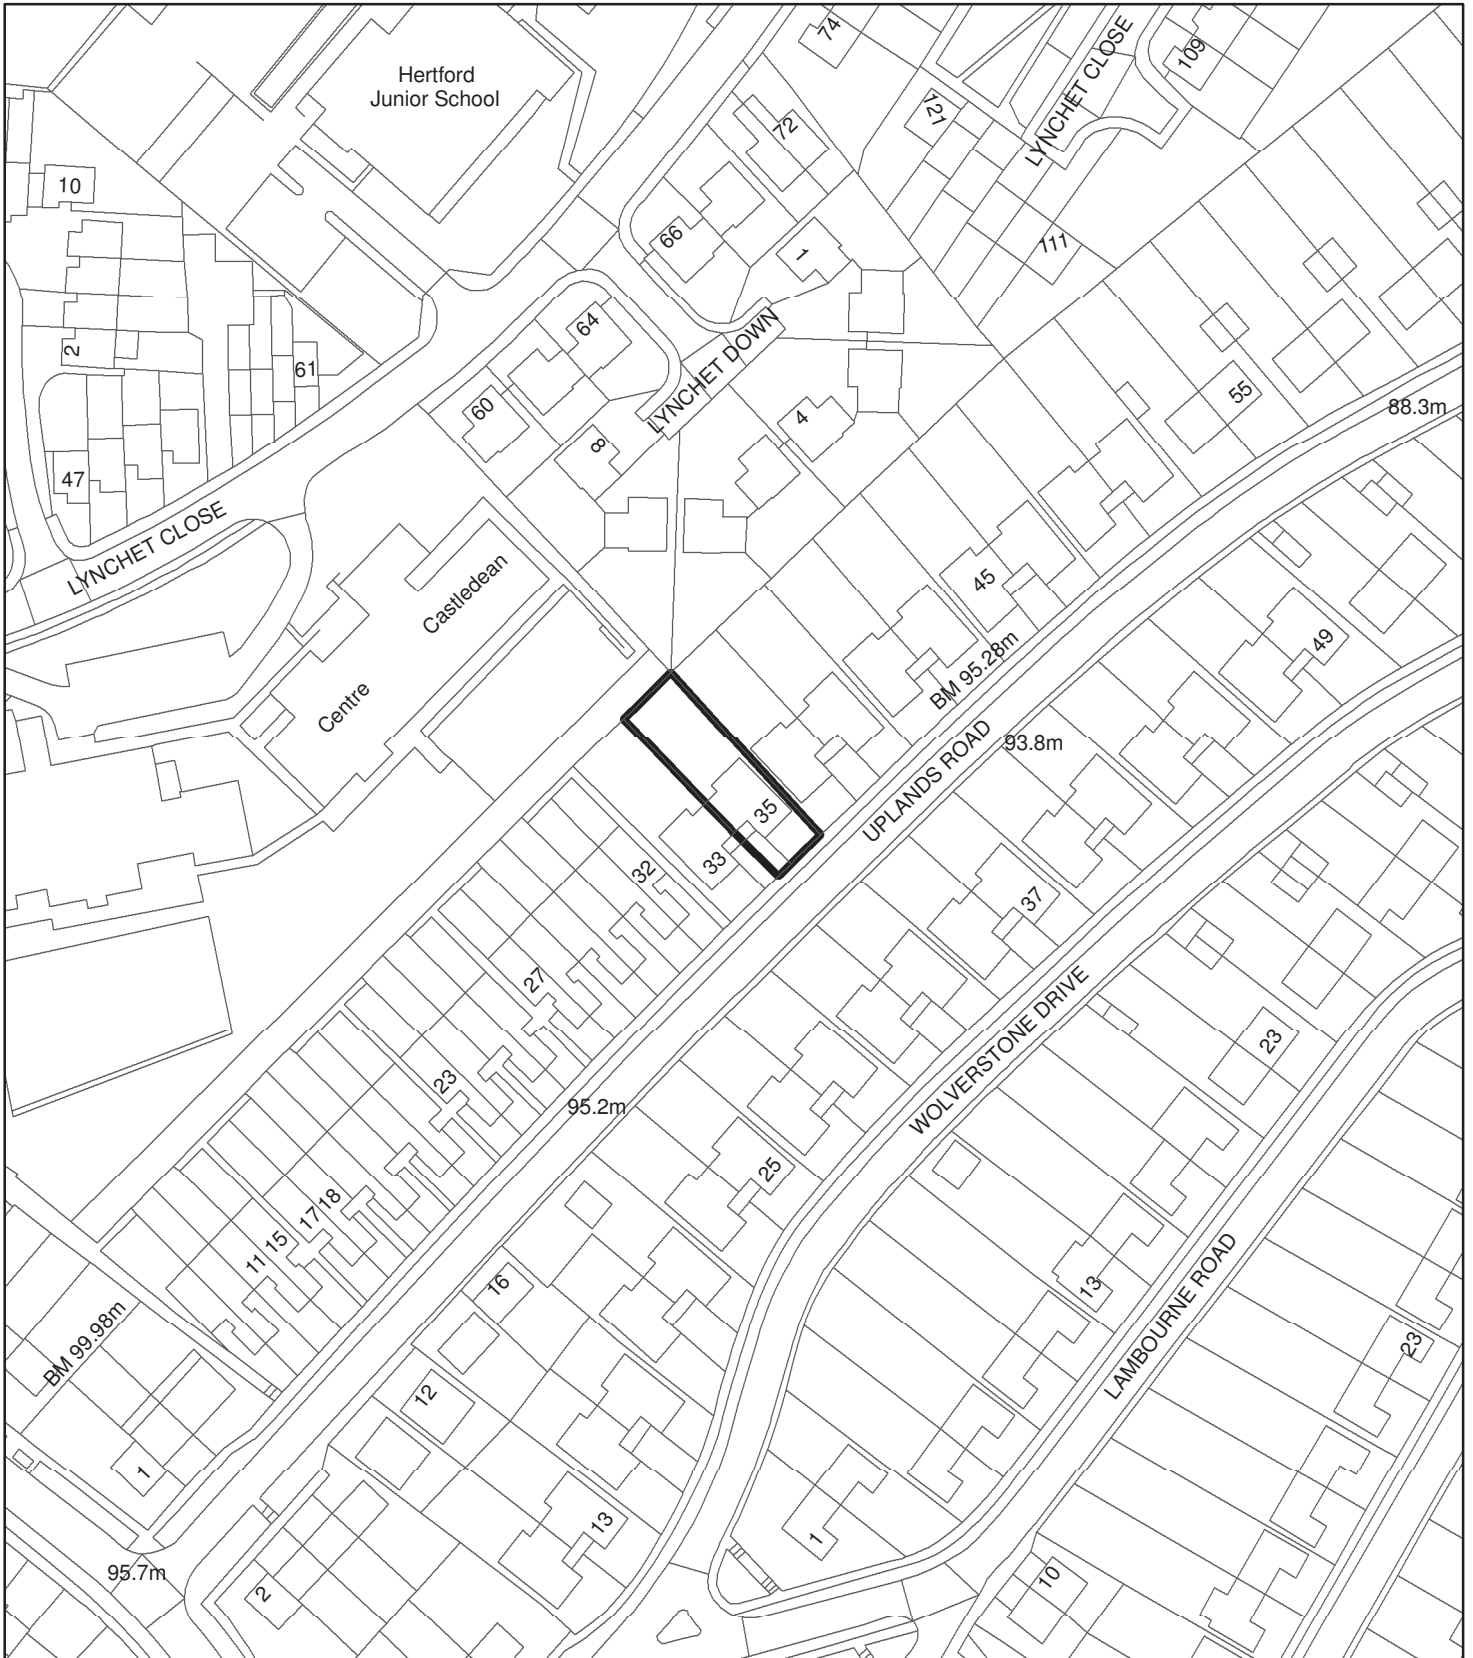 74
109
LYNCHET CLOSE
Hertford
Junior School
121
72
10
66
1
111
64
LYNCHET DOWN
2
61
60
55
88.3m
4
8
47
LYNCHET CLOSE
Castledean
45
49
BM 95.28m
Centre
93.8m
UPLANDS ROAD
35
33
32
37
27
WOLVERSTONE DRIVE
23
23
95.2m
25
18
17
15
11
16
13
LAMBOURNE ROAD
BM 99.98m
23
12
1
13
1
95.7m
2
10